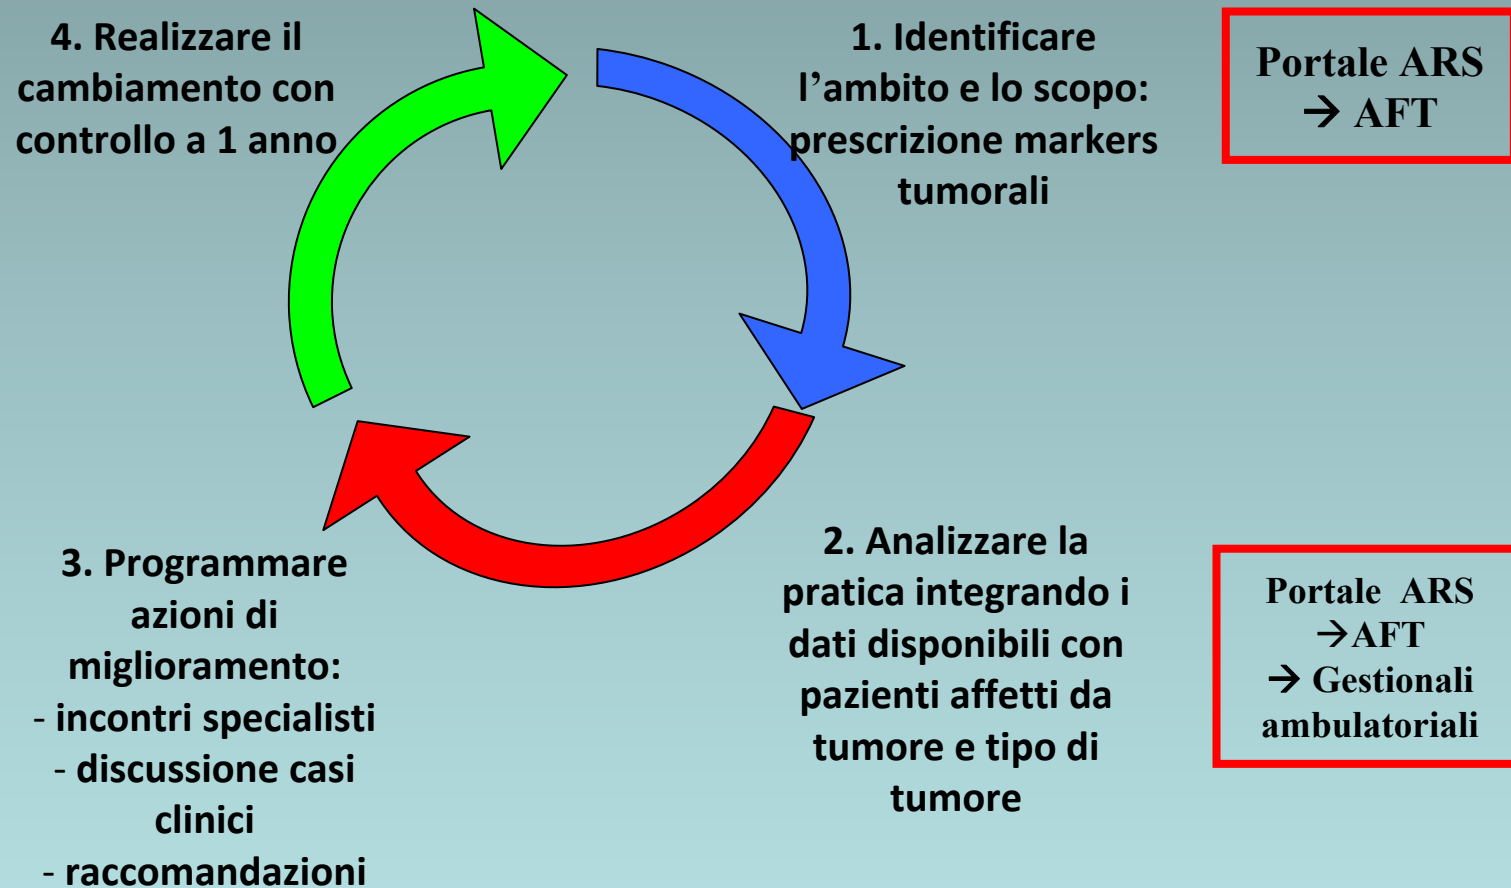 4. Realizzare il
cambiamento con
controllo a 1 anno
1. Identificare
l’ambito e lo scopo:
prescrizione markers
tumorali
Portale ARS
→ AFT
3. Programmare
azioni di
miglioramento:
- incontri specialisti
- discussione casi
clinici
- raccomandazioni
2. Analizzare la
pratica integrando i
dati disponibili con
pazienti affetti da
tumore e tipo di
tumore
Portale ARS
→AFT
→ Gestionali
ambulatoriali